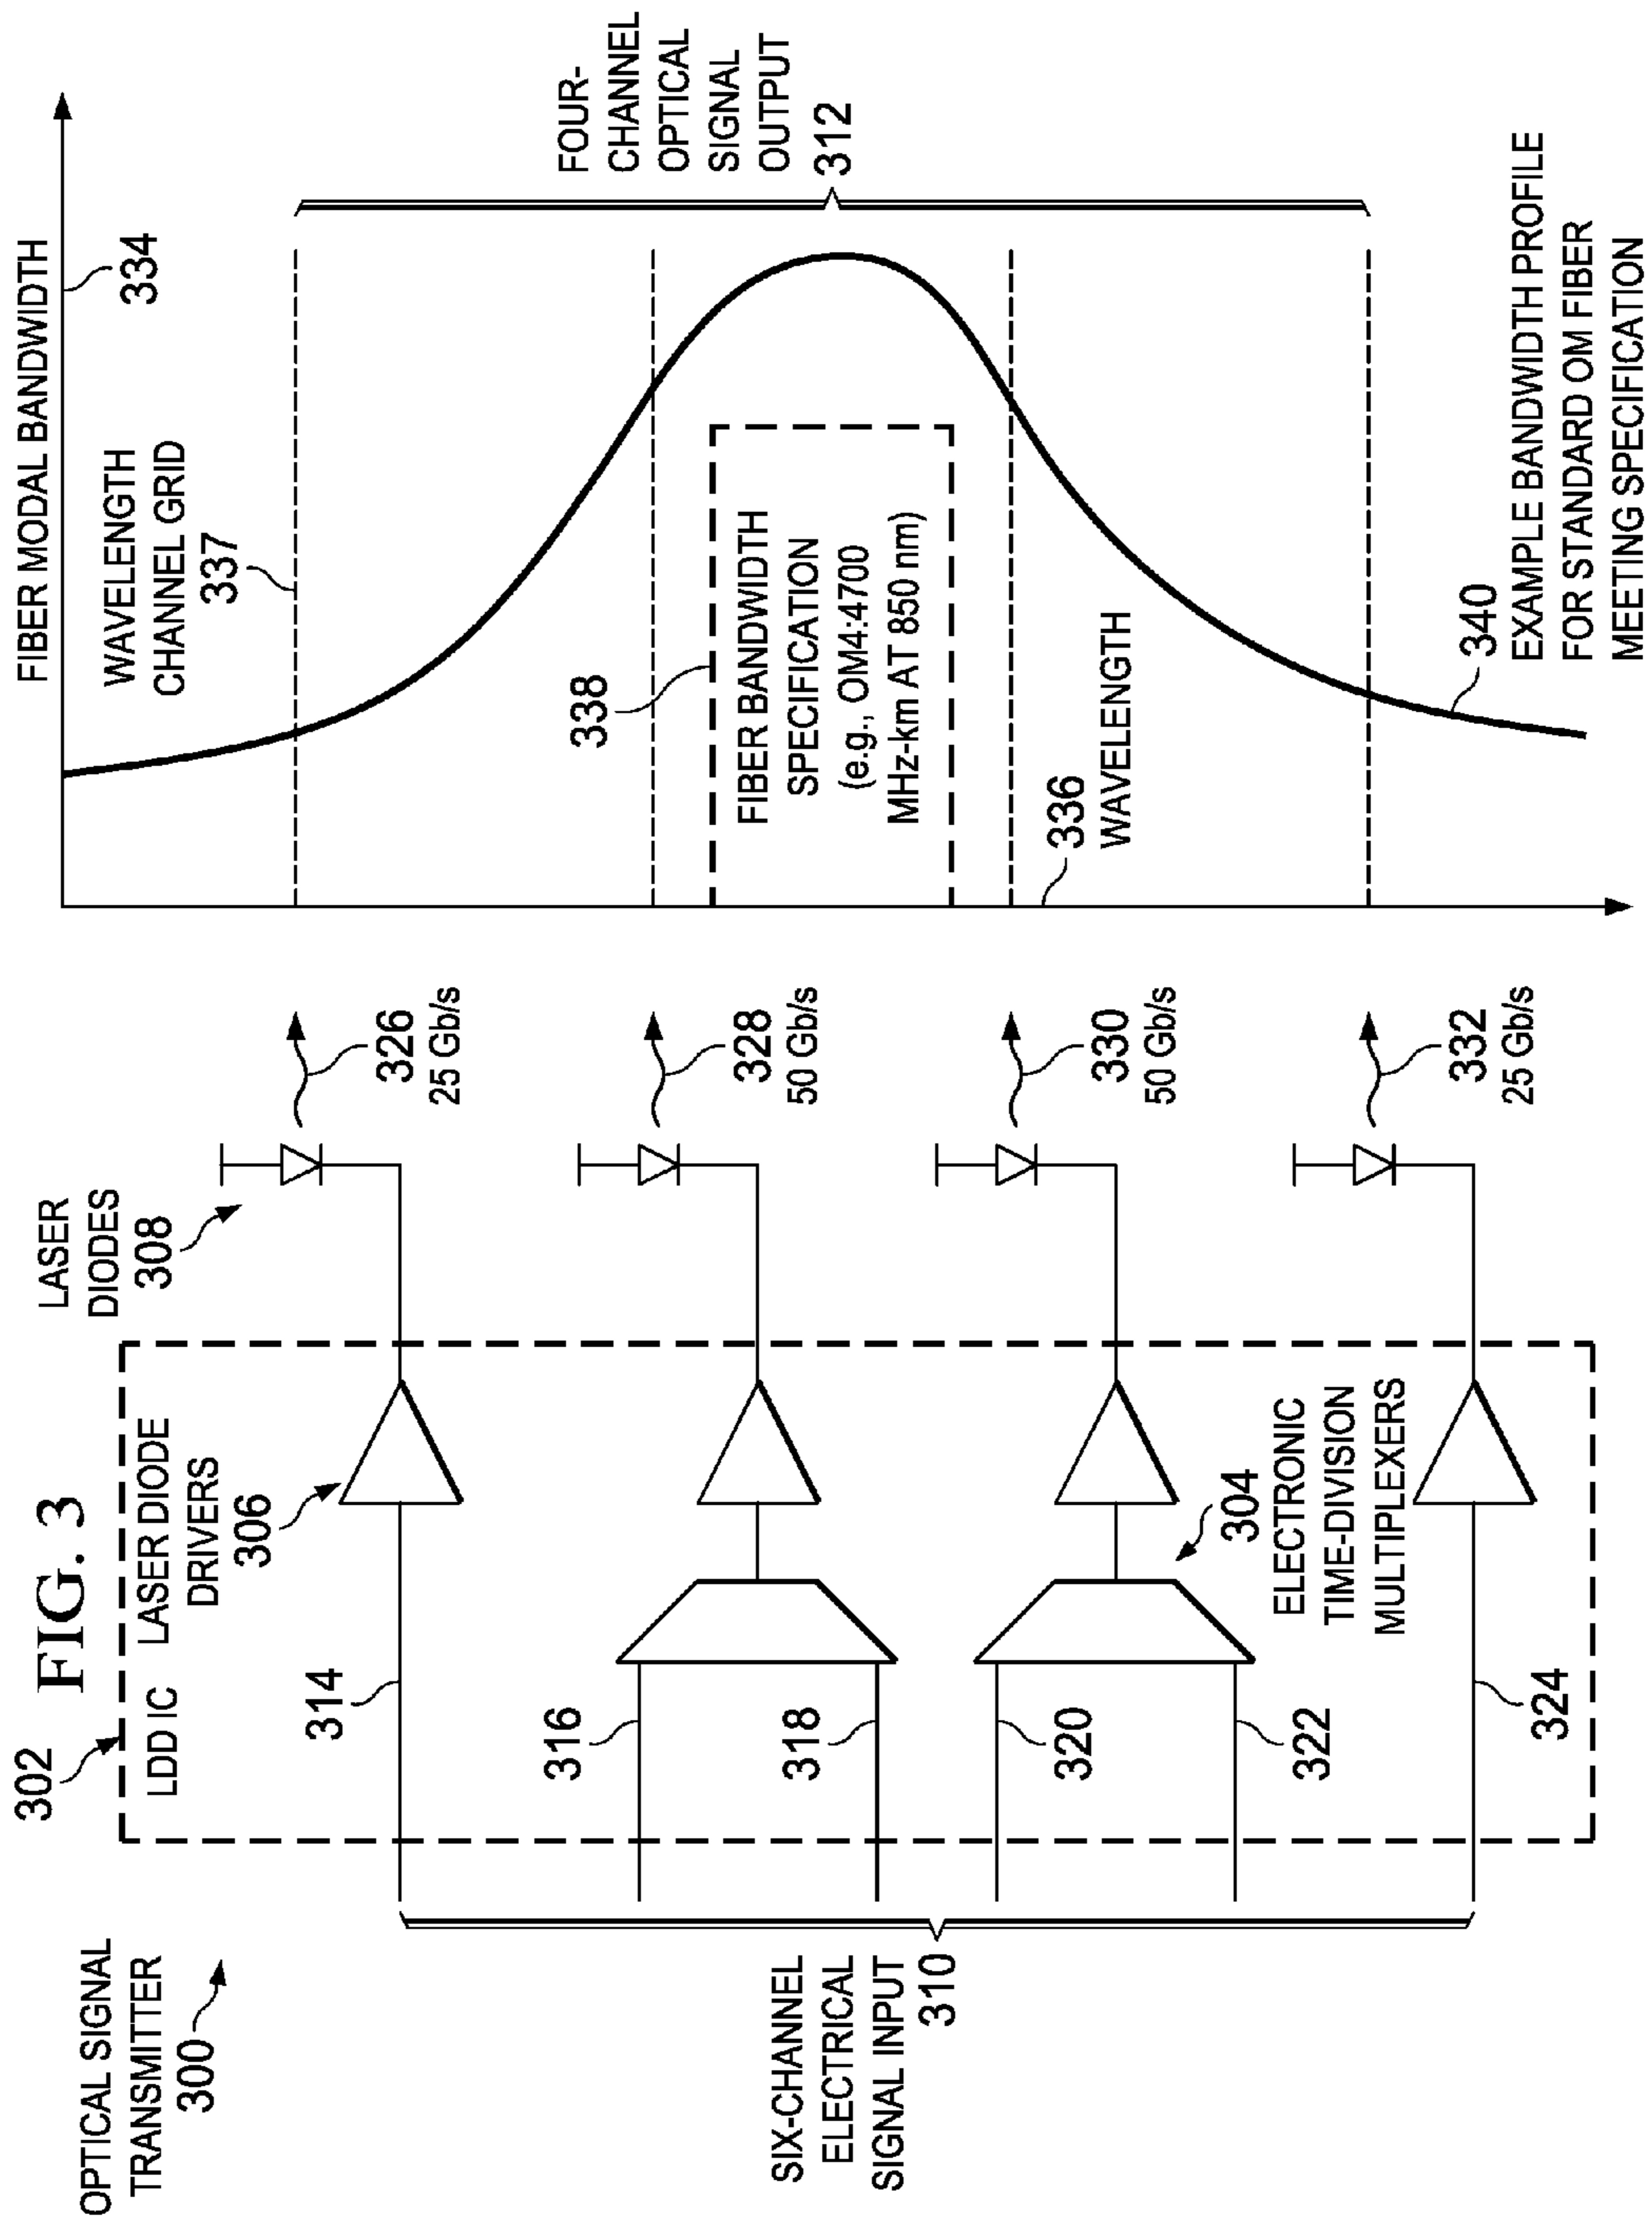 FIG. 3
OPTICAL SIGNAL
TRANSMITTER
300
302
LDD IC
LASER DIODE
DRIVERS
306
LASER
DIODES
308
314
316
318
320
322
324
SIX-CHANNEL
ELECTRICAL
SIGNAL INPUT
310
304
ELECTRONIC
TIME-DIVISION
MULTIPLEXERS
326
25 Gb/s
328
50 Gb/s
330
50 Gb/s
332
25 Gb/s
FIBER MODAL BANDWIDTH
334
WAVELENGTH
CHANNEL GRID
337
FOUR-
CHANNEL
OPTICAL
SIGNAL
OUTPUT
312
338
FIBER BANDWIDTH
SPECIFICATION
(e.g., OM4:4700
MHz-km AT 850 nm)
336
WAVELENGTH
340
EXAMPLE BANDWIDTH PROFILE
FOR STANDARD OM FIBER
MEETING SPECIFICATION